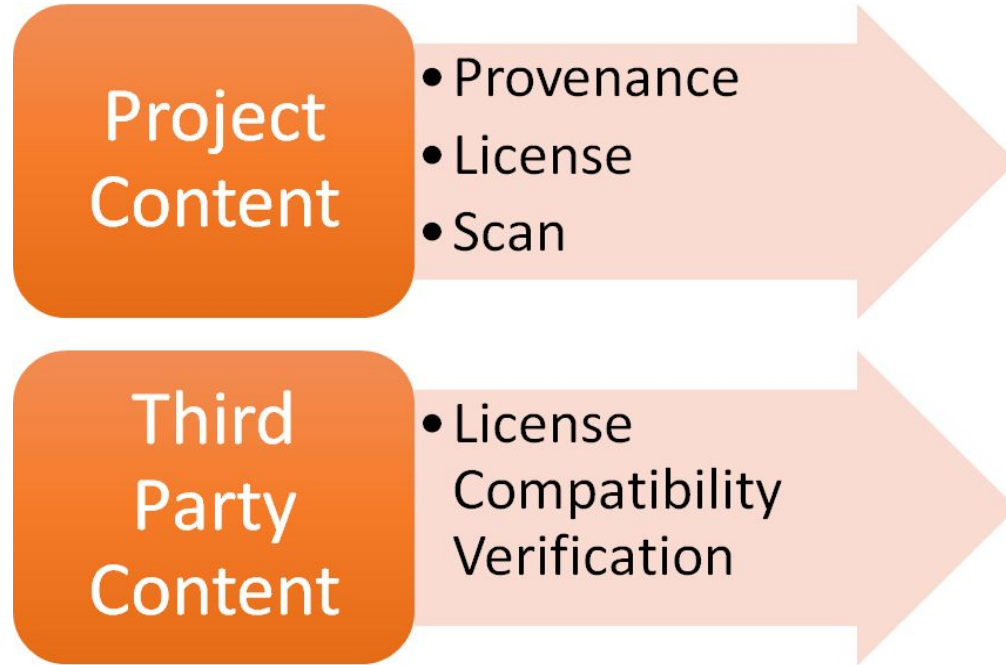 Project
Content
• Provenance
• License
• Scan
Third
Party
Content
• License
Compatibility
Verification